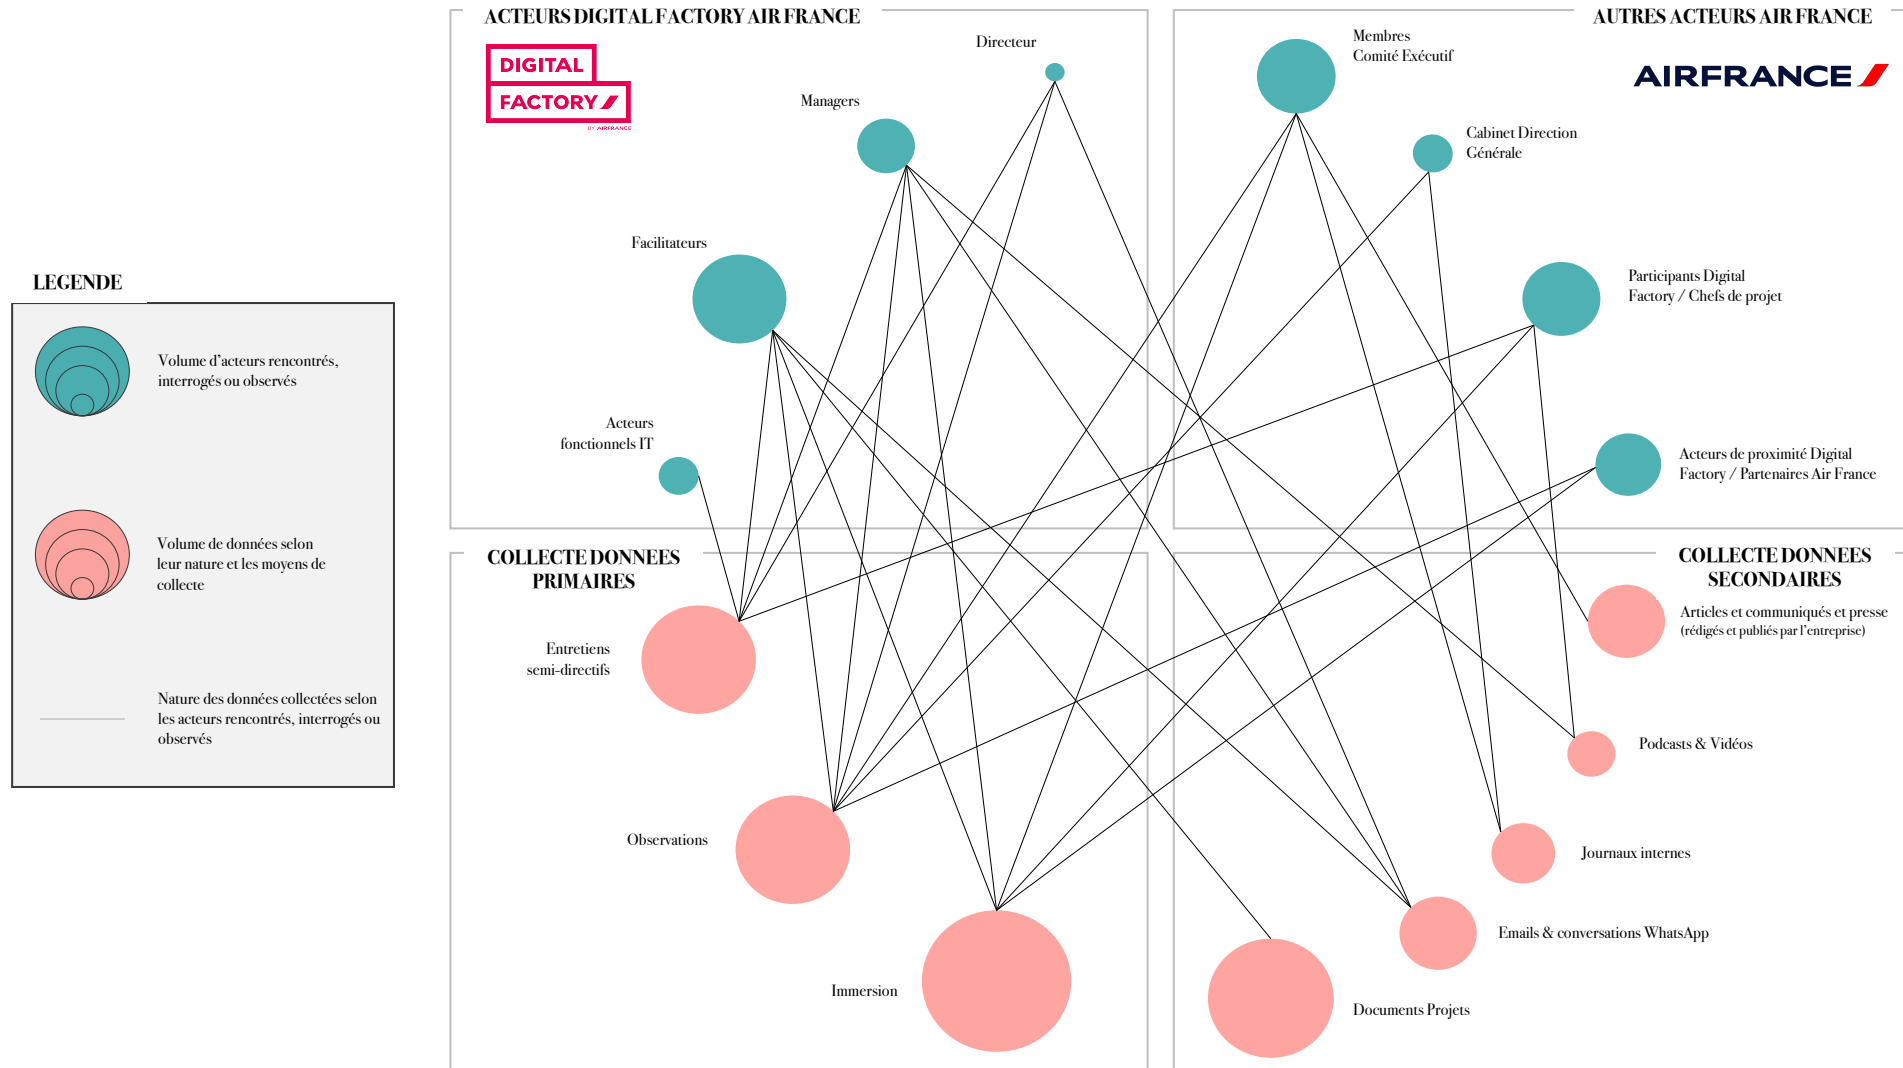 ACTEURS DIGITAL FACTORY AIR FRANCE
DIGITAL
FACTORY
BY AIRFRANCE
Directeur
Managers
Facilitateurs
Acteurs
fonctionnels IT
AUTRES ACTEURS AIR FRANCE
AIRFRANCE
Membres
Comité Exécutif
Cabinet Direction
Générale
Participants Digital
Factory / Chefs de projet
Acteurs de proximité Digital
Factory / Partenaires Air France
LEGENDE
Volume d'acteurs rencontrés,
interrogés ou observés
Volume de données selon
leur nature et les moyens de
collecte
Nature des données collectées selon
les acteurs rencontrés, interrogés ou
observés
COLLECTE DONNEES
PRIMAIRES
Entretiens
semi-directifs
Observations
Immersion
COLLECTE DONNEES
SECONDAIRES
Articles et communiqués et presse
(rédigés et publiés par l'entreprise)
Podcasts & Vidéos
Journaux internes
Emails & conversations WhatsApp
Documents Projets